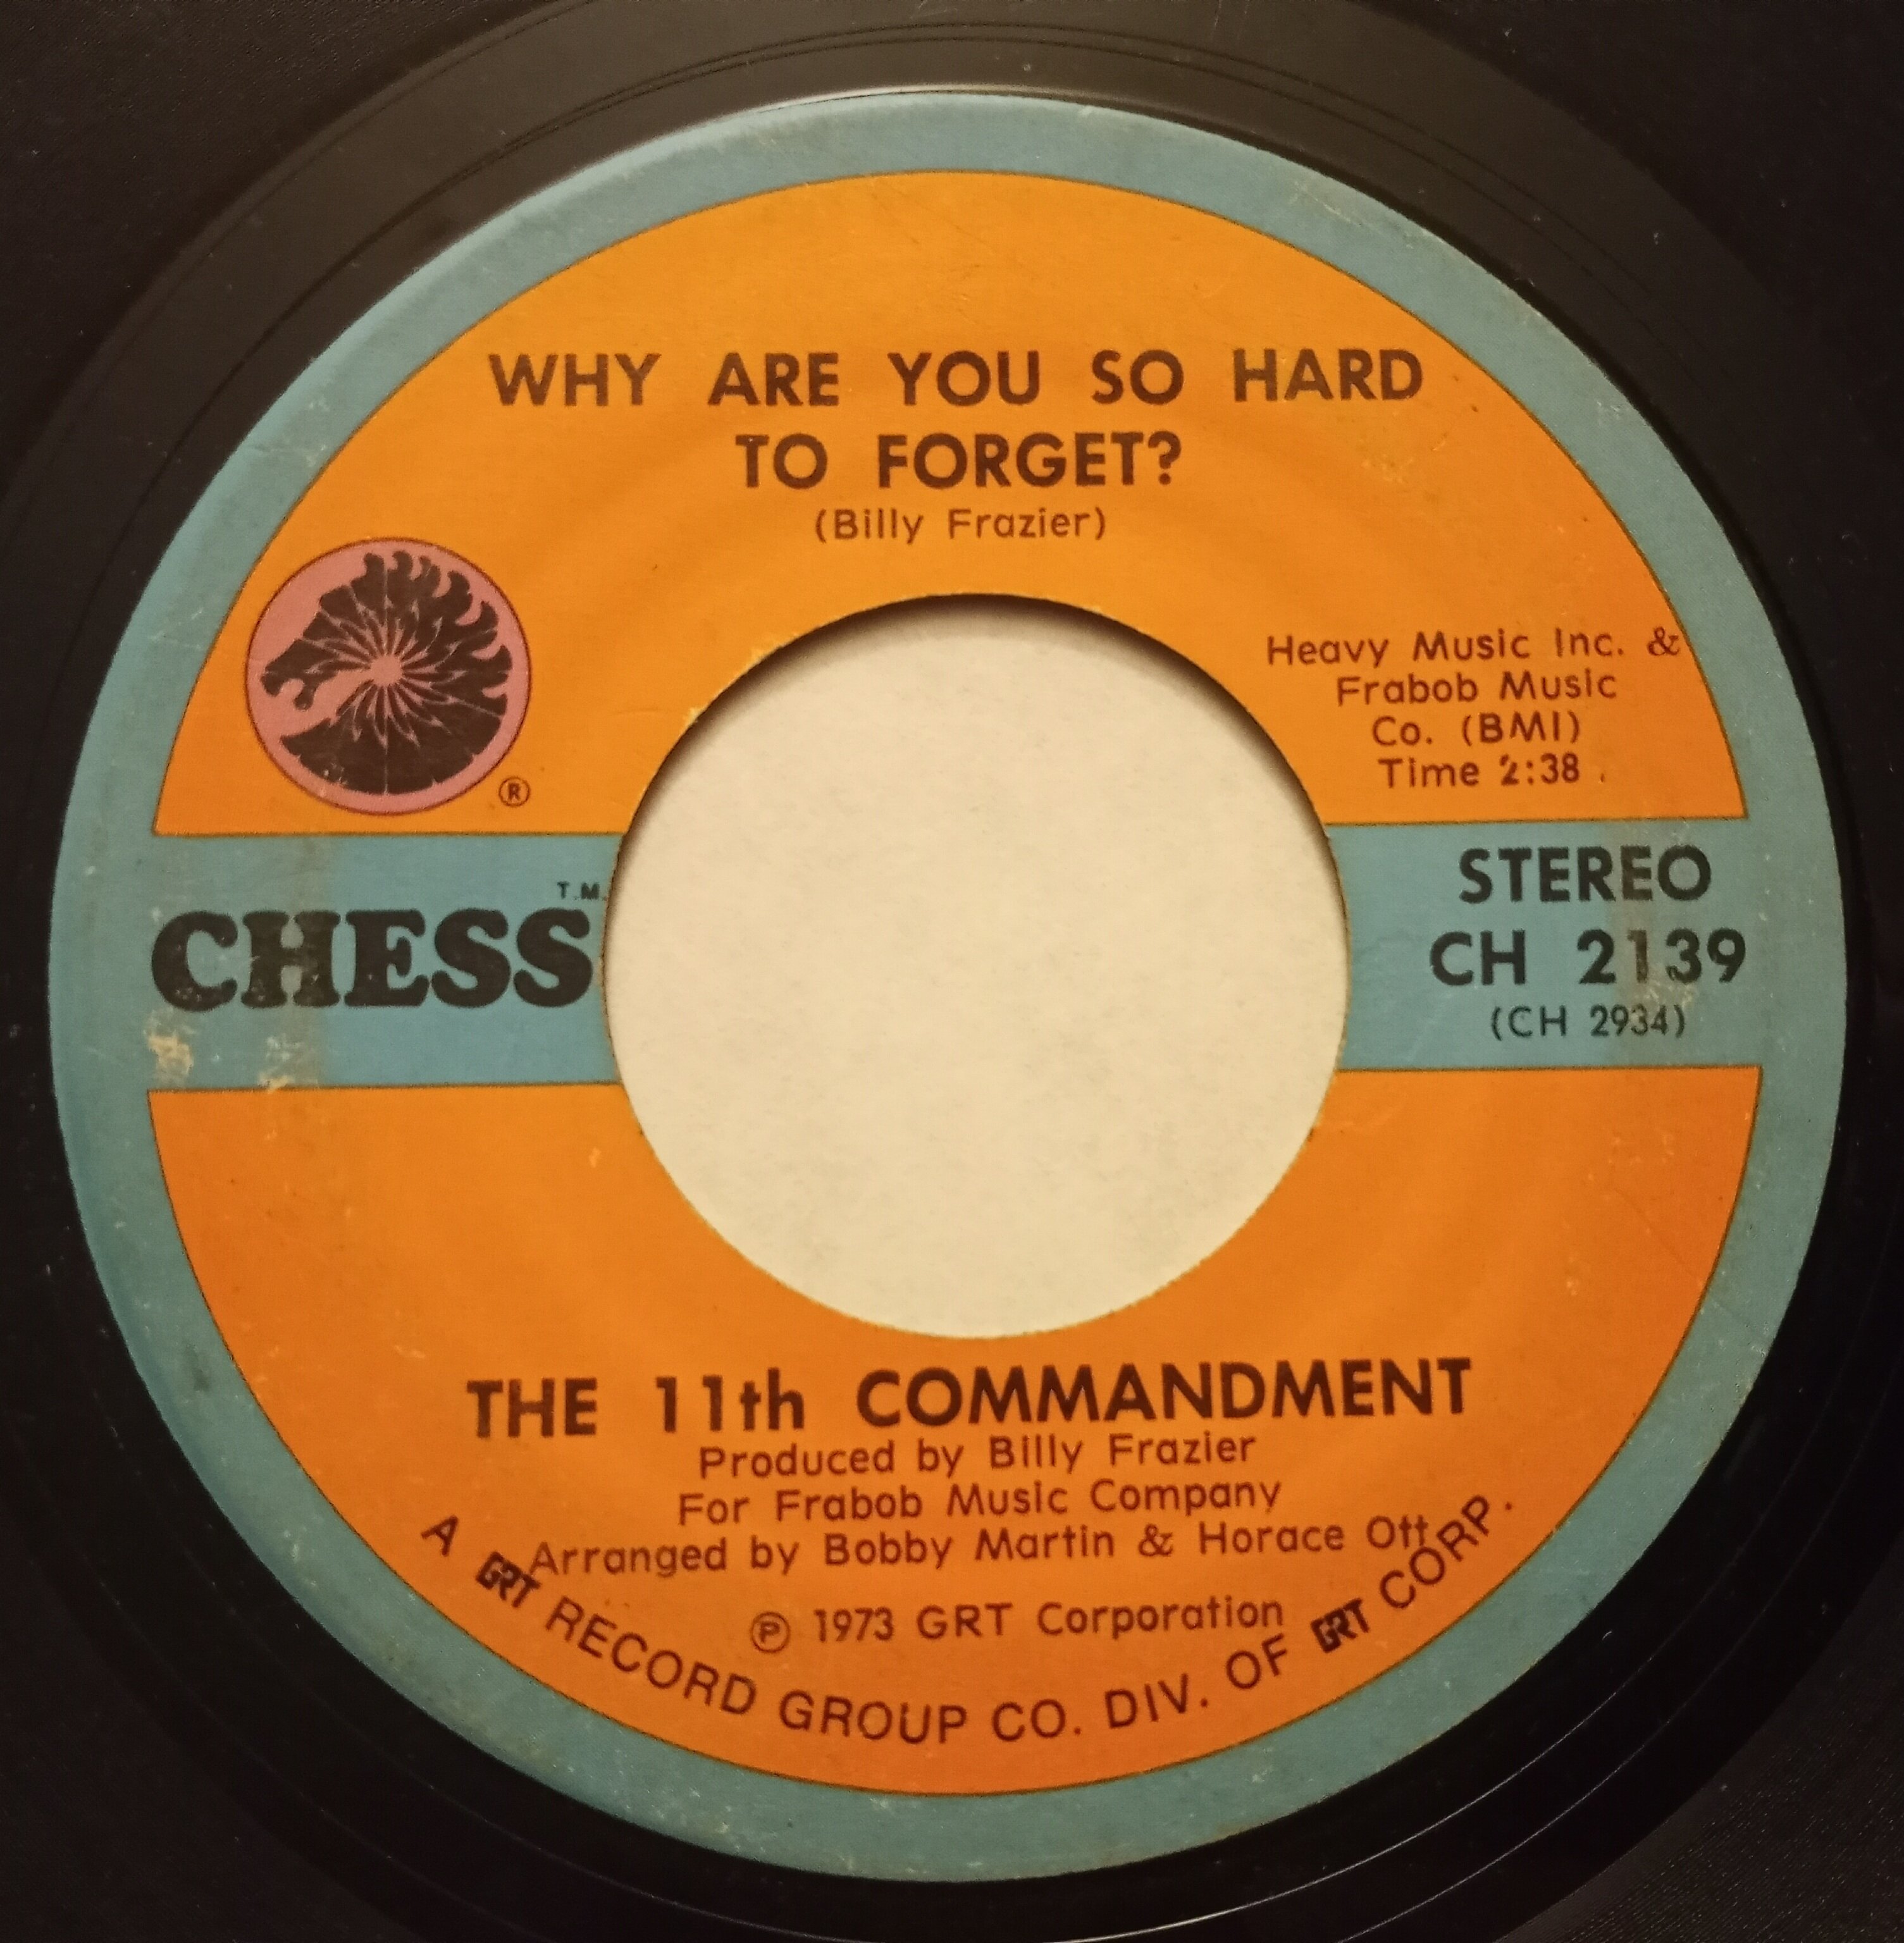 WHY ARE YOU SO HARD
TO FORGET?
(Billy Frazier)
Heavy Music Inc. &
Frabob Music
Co. (BMI)
Time 2:38
®
T.M.
CHESS
STEREO
CH 2139
(CH 2934)
THE 11th COMMANDMENT
Produced by Billy Frazier
For Frabob Music Company
Arranged by Bobby Martin & Horace Ott
℗ 1973 GRT Corporation
A GRT RECORD GROUP CO. DIV. OF GRT CORP.